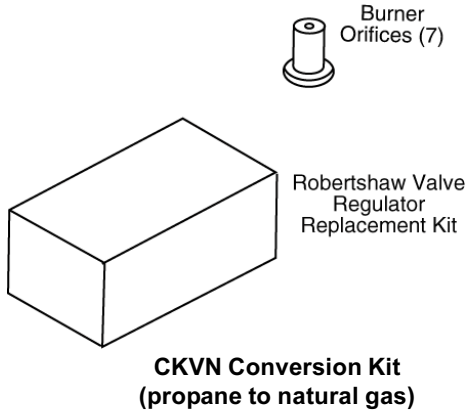 Burner
Orifices (7)
Robertshaw Valve
Regulator
Replacement Kit
CKVN Conversion Kit
(propane to natural gas)